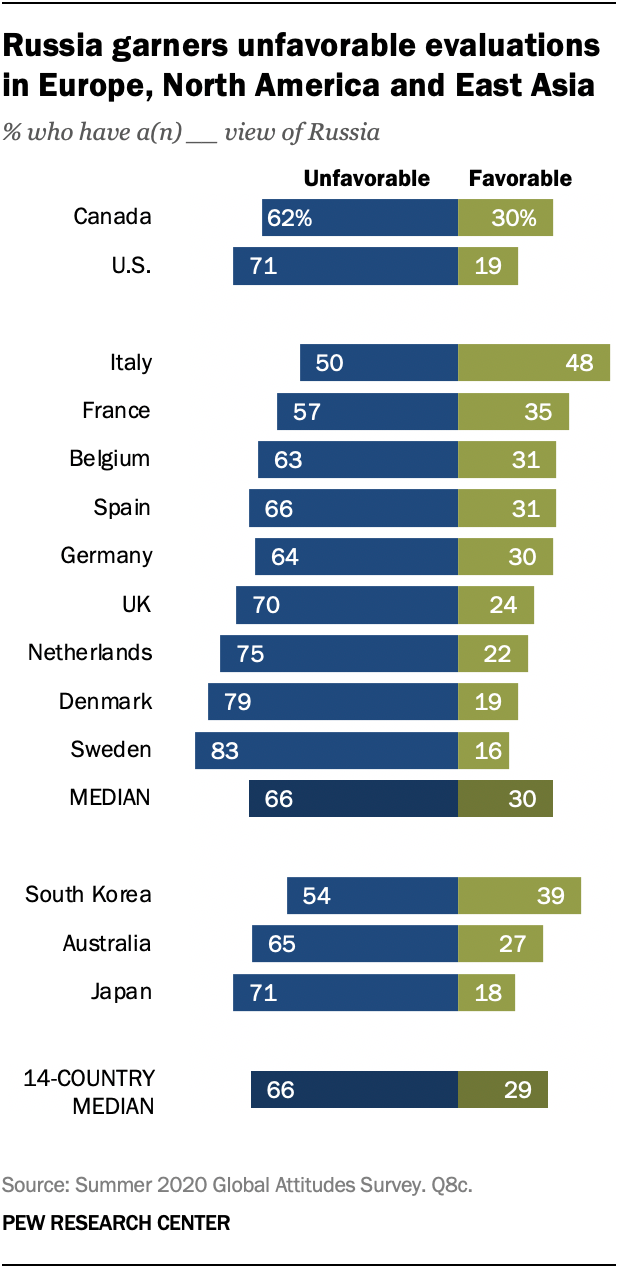 Russia garners unfavorable evaluations
in Europe, North America and East Asia
% who have a(n) __ view of Russia
Unfavorable Favorable
Canada 62% 30%
U.S. 71 19
Italy 50 48
France 57 35
Belgium 63 31
Spain 66 31
Germany 64 30
UK 70 24
Netherlands 75 22
Denmark 79 19
Sweden 83 16
MEDIAN 66 30
South Korea 54 39
Australia 65 27
Japan 71 18
14-COUNTRY
MEDIAN 66 29
Source: Summer 2020 Global Attitudes Survey. Q8c.
PEW RESEARCH CENTER